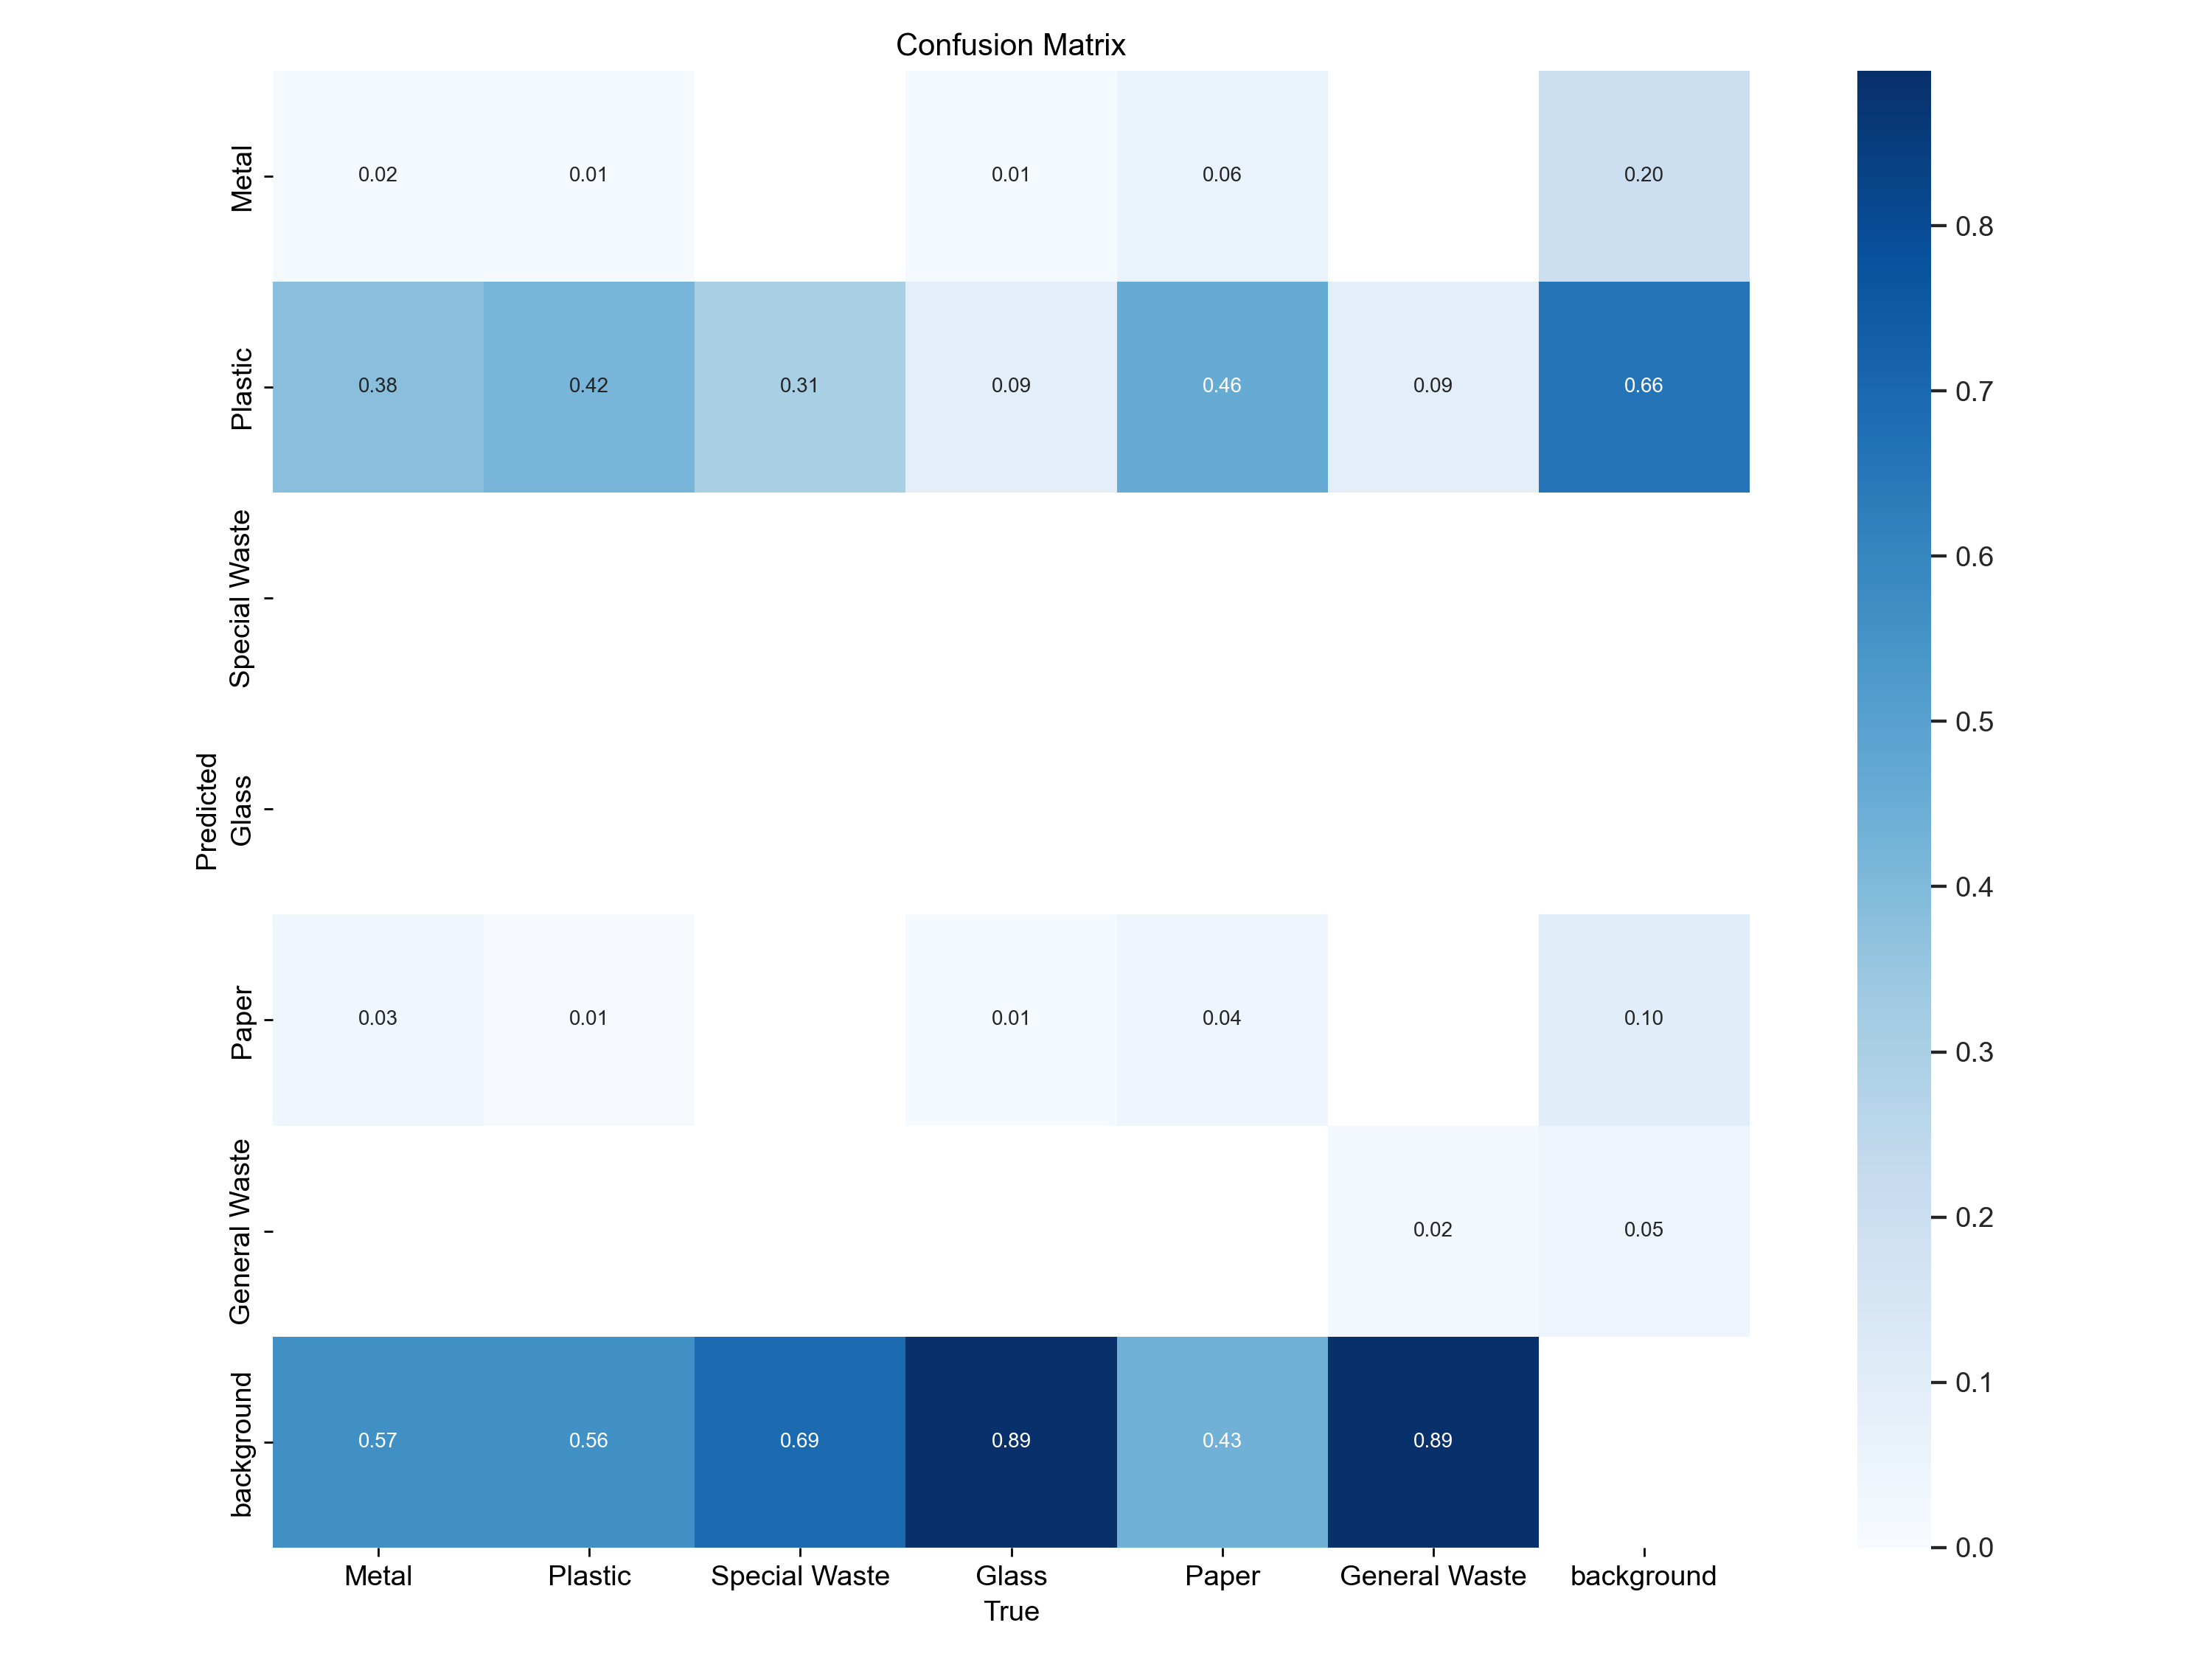 Confusion Matrix
Metal
0.02 0.01 0.01 0.06 0.20
Plastic
0.38 0.42 0.31 0.09 0.46 0.09 0.66
Special Waste
Glass
Predicted
Paper
0.03 0.01 0.01 0.04 0.10
General Waste
0.02 0.05
background
0.57 0.56 0.69 0.89 0.43 0.89
Metal Plastic Special Waste Glass Paper General Waste background
True
0.8
0.7
0.6
0.5
0.4
0.3
0.2
0.1
0.0